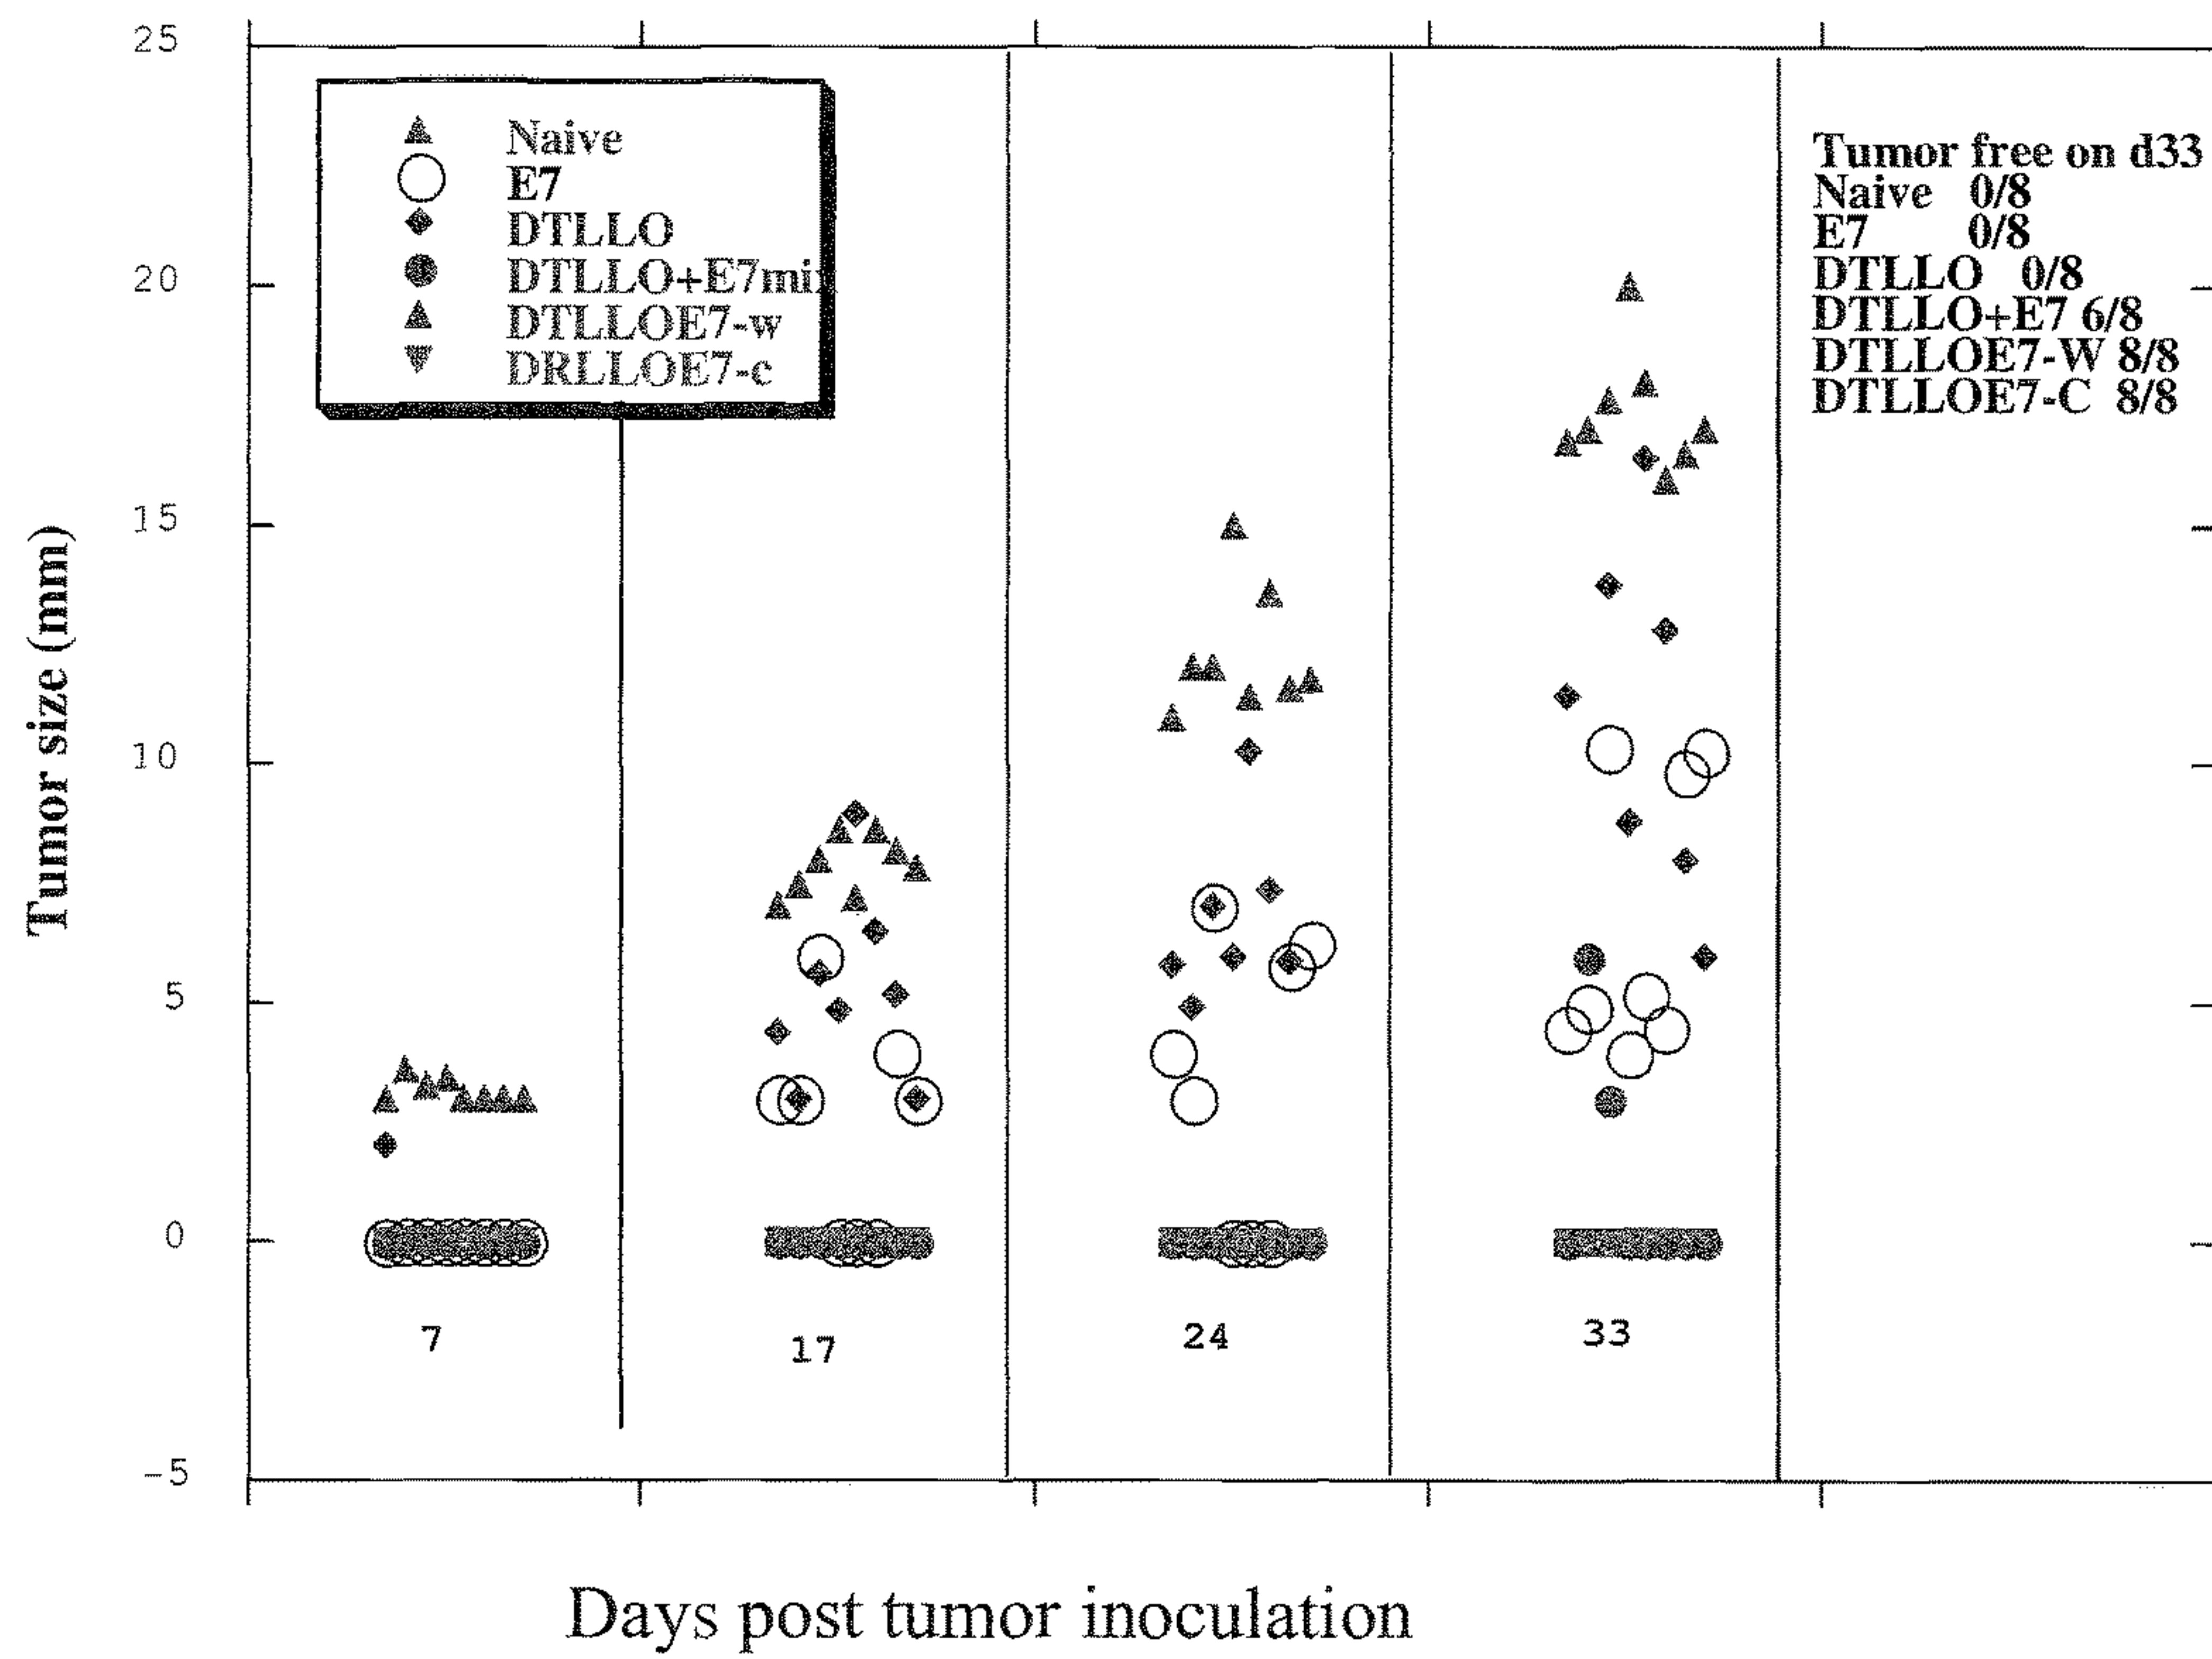 25
20
15
10
5
0
-5
Tumor size (mm)
Naive
E7
DTLLO
DTLLO+E7mi
DTLLOE7-w
DRLLOE7-c
Tumor free on d33
Naive 0/8
E7 0/8
DTLLO 0/8
DTLLO+E7 6/8
DTLLOE7-W 8/8
DTLLOE7-C 8/8
7
17
24
33
Days post tumor inoculation